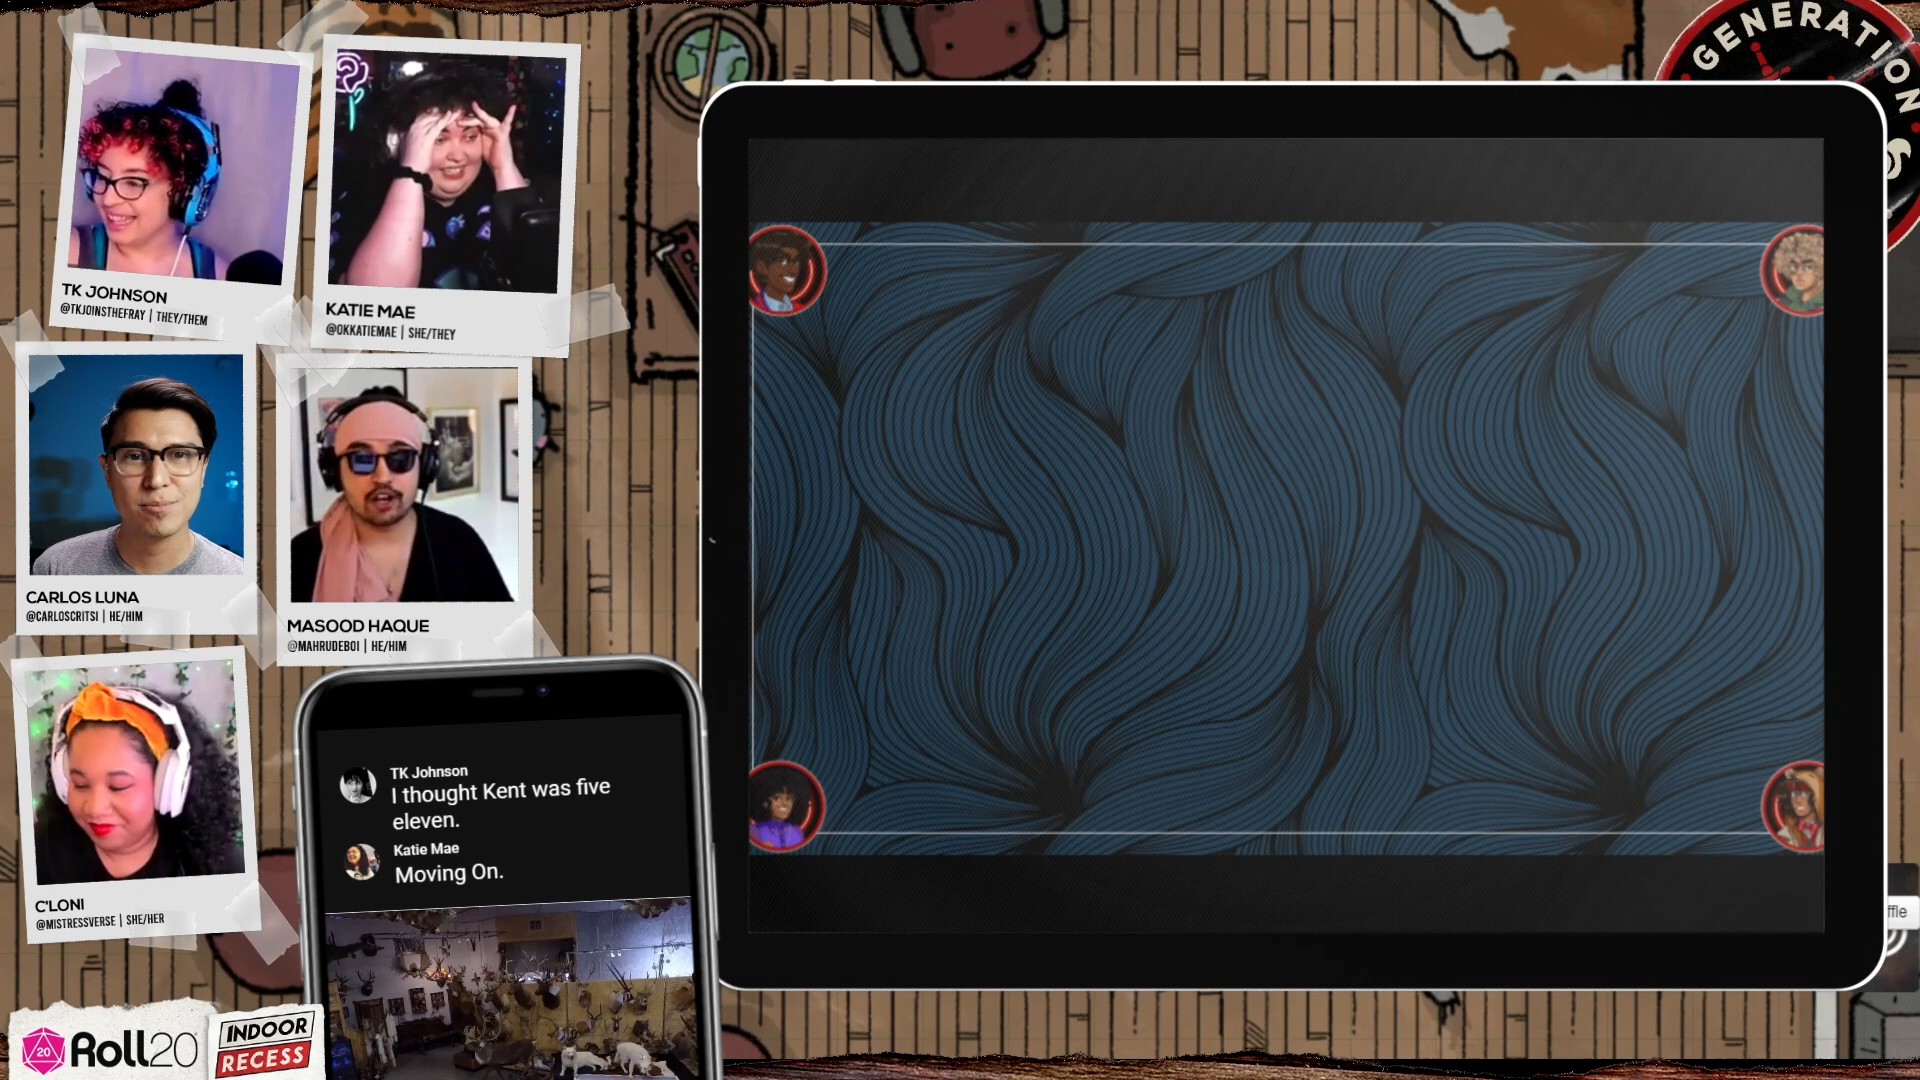 GENERATION
S
TK JOHNSON
@TKJOINSTHEFRAY | THEY/THEM
KATIE MAE
@OKKATIEMAE | SHE/THEY
CARLOS LUNA
@CARLOSCRITSI | HE/HIM
MASOOD HAQUE
@MAHRUDEBOI | HE/HIM
C'LONI
@MISTRESSVERSE | SHE/HER
TK Johnson
I thought Kent was five
eleven.
Katie Mae
Moving On.
20 Roll20
INDOOR
RECESS